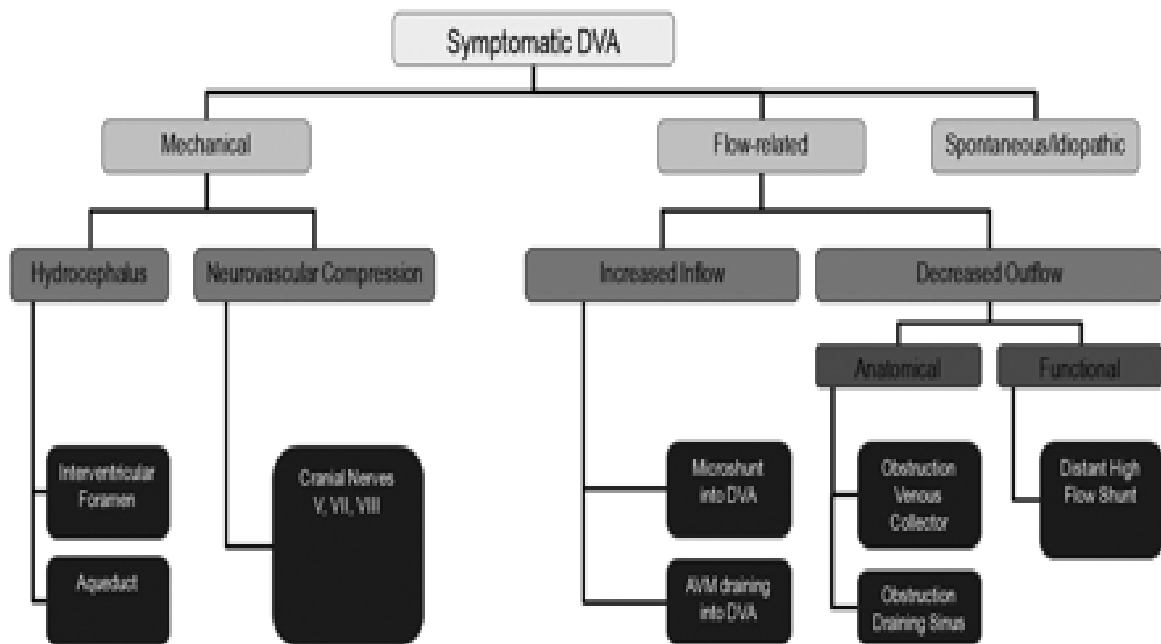 Symptomatic DVA
Mechanical
Flow-related
Spontaneous/Idiopathic
Hydrocephalus
Neurovascular Compression
Increased Inflow
Decreased Outflow
Anatomical
Functional
Interventricular
Foramen
Cranial Nerves
V, VII, VIII
Microshunt
into DVA
Obstruction
Venous
Collector
Distant High
Flow Shunt
Aqueduct
AVM draining
into DVA
Obstruction
Draining Sinus